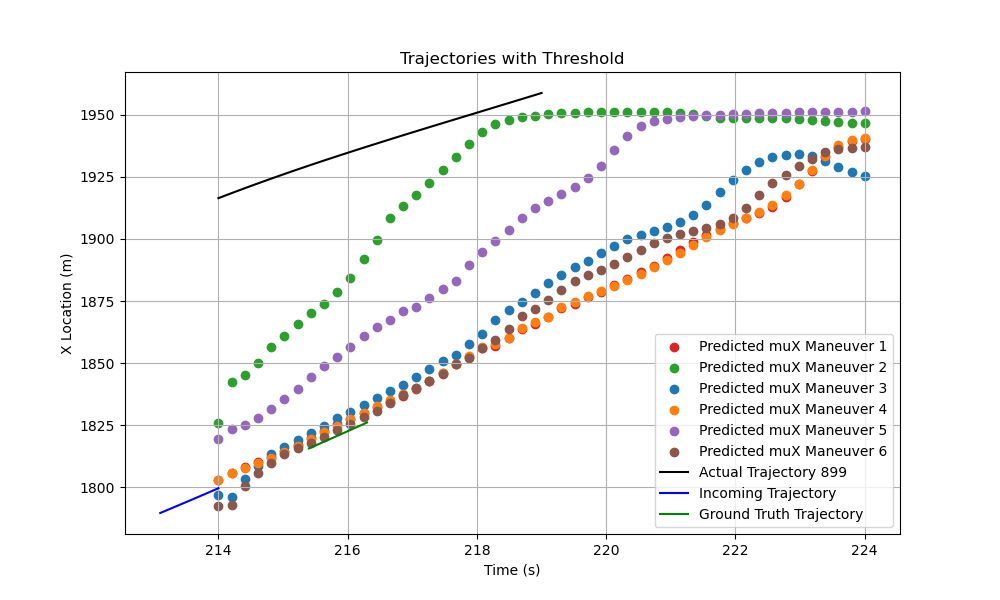 Trajectories with Threshold
X Location (m)
1950
1925
1900
1875
1850
1825
1800
Predicted muX Maneuver 1
Predicted muX Maneuver 2
Predicted muX Maneuver 3
Predicted muX Maneuver 4
Predicted muX Maneuver 5
Predicted muX Maneuver 6
Actual Trajectory 899
Incoming Trajectory
Ground Truth Trajectory
214 216 218 220 222 224
Time (s)